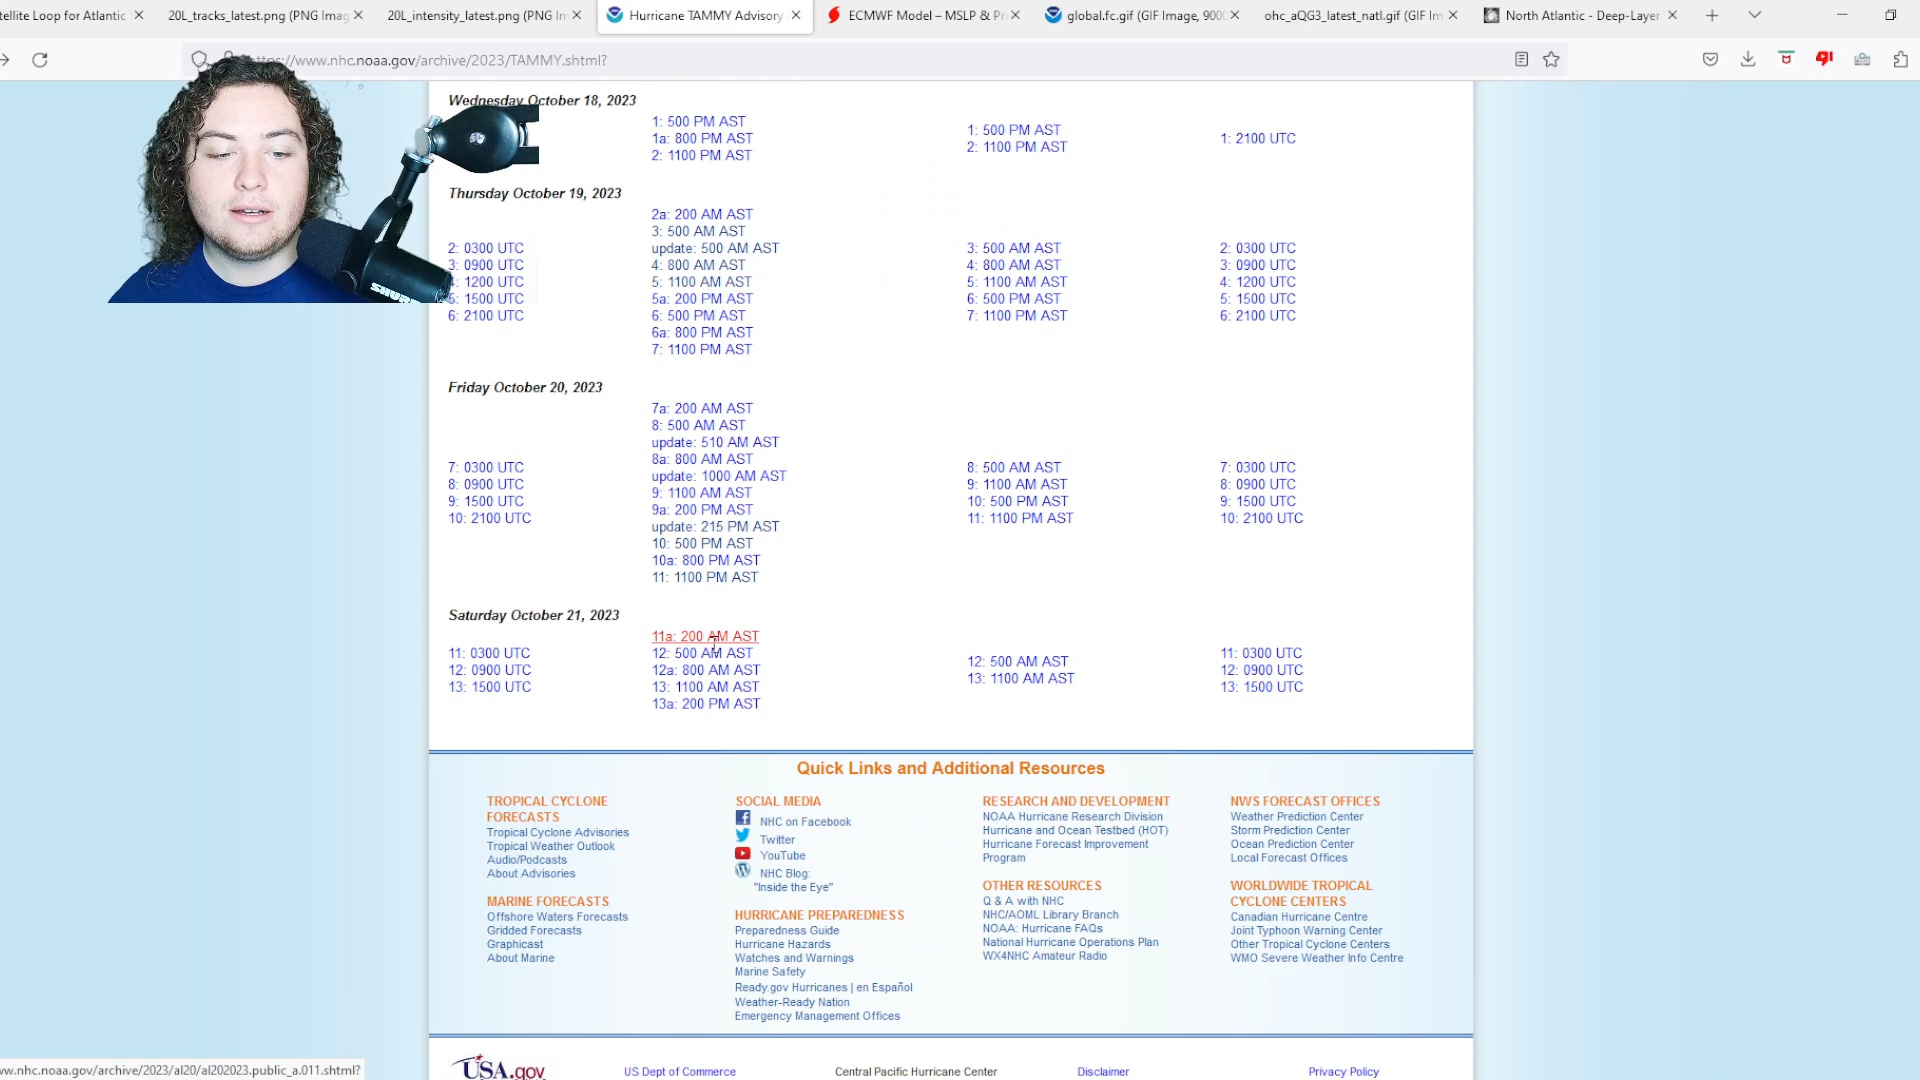 tellite Loop for Atlantic
20L_tracks_latest.png (PNG Imag
20L_intensity_latest.png (PNG Im
Hurricane TAMMY Advisory
ECMWF Model – MSLP & Pr
global.fc.gif (GIF Image, 900
ohc_aQG3_latest_natl.gif (GIF Im
North Atlantic - Deep-Layer
https://www.nhc.noaa.gov/archive/2023/TAMMY.shtml?
Wednesday October 18, 2023
1: 500 PM AST
1a: 800 PM AST
2: 1100 PM AST
1: 500 PM AST
2: 1100 PM AST
1: 2100 UTC
Thursday October 19, 2023
2: 0300 UTC
3: 0900 UTC
4: 1200 UTC
5: 1500 UTC
6: 2100 UTC
2a: 200 AM AST
3: 500 AM AST
update: 500 AM AST
4: 800 AM AST
5: 1100 AM AST
5a: 200 PM AST
6: 500 PM AST
6a: 800 PM AST
7: 1100 PM AST
3: 500 AM AST
4: 800 AM AST
5: 1100 AM AST
6: 500 PM AST
7: 1100 PM AST
2: 0300 UTC
3: 0900 UTC
4: 1200 UTC
5: 1500 UTC
6: 2100 UTC
Friday October 20, 2023
7: 0300 UTC
8: 0900 UTC
9: 1500 UTC
10: 2100 UTC
7a: 200 AM AST
8: 500 AM AST
update: 510 AM AST
8a: 800 AM AST
update: 1000 AM AST
9: 1100 AM AST
9a: 200 PM AST
update: 215 PM AST
10: 500 PM AST
10a: 800 PM AST
11: 1100 PM AST
8: 500 AM AST
9: 1100 AM AST
10: 500 PM AST
11: 1100 PM AST
7: 0300 UTC
8: 0900 UTC
9: 1500 UTC
10: 2100 UTC
Saturday October 21, 2023
11: 0300 UTC
12: 0900 UTC
13: 1500 UTC
11a: 200 AM AST
12: 500 AM AST
12a: 800 AM AST
13: 1100 AM AST
13a: 200 PM AST
12: 500 AM AST
13: 1100 AM AST
11: 0300 UTC
12: 0900 UTC
13: 1500 UTC
SHUR
Quick Links and Additional Resources
TROPICAL CYCLONE
FORECASTS
Tropical Cyclone Advisories
Tropical Weather Outlook
Audio/Podcasts
About Advisories
MARINE FORECASTS
Offshore Waters Forecasts
Gridded Forecasts
Graphicast
About Marine
SOCIAL MEDIA
NHC on Facebook
Twitter
YouTube
NHC Blog:
"Inside the Eye"
HURRICANE PREPAREDNESS
Preparedness Guide
Hurricane Hazards
Watches and Warnings
Marine Safety
Ready.gov Hurricanes | en Español
Weather-Ready Nation
Emergency Management Offices
RESEARCH AND DEVELOPMENT
NOAA Hurricane Research Division
Hurricane and Ocean Testbed (HOT)
Hurricane Forecast Improvement
Program
OTHER RESOURCES
Q & A with NHC
NHC/AOML Library Branch
NOAA: Hurricane FAQs
National Hurricane Operations Plan
WX4NHC Amateur Radio
NWS FORECAST OFFICES
Weather Prediction Center
Storm Prediction Center
Ocean Prediction Center
Local Forecast Offices
WORLDWIDE TROPICAL
CYCLONE CENTERS
Canadian Hurricane Centre
Joint Typhoon Warning Center
Other Tropical Cyclone Centers
WMO Severe Weather Info Centre
USA.gov
US Dept of Commerce
Central Pacific Hurricane Center
Disclaimer
Privacy Policy
ww.nhc.noaa.gov/archive/2023/al20/al202023.public_a.011.shtml?